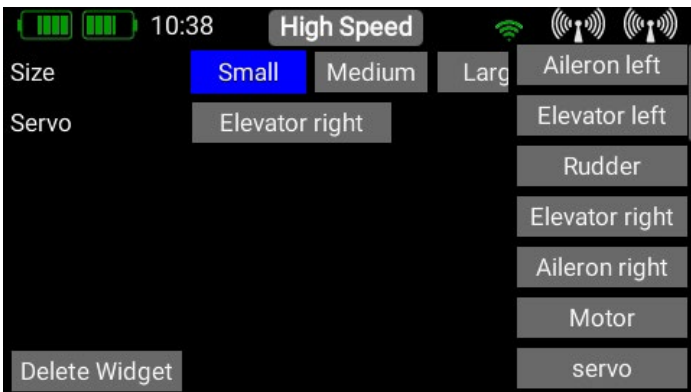 10:38 High Speed
Size Small Medium Larg
Servo Elevator right
Aileron left
Elevator left
Rudder
Elevator right
Aileron right
Motor
servo
Delete Widget